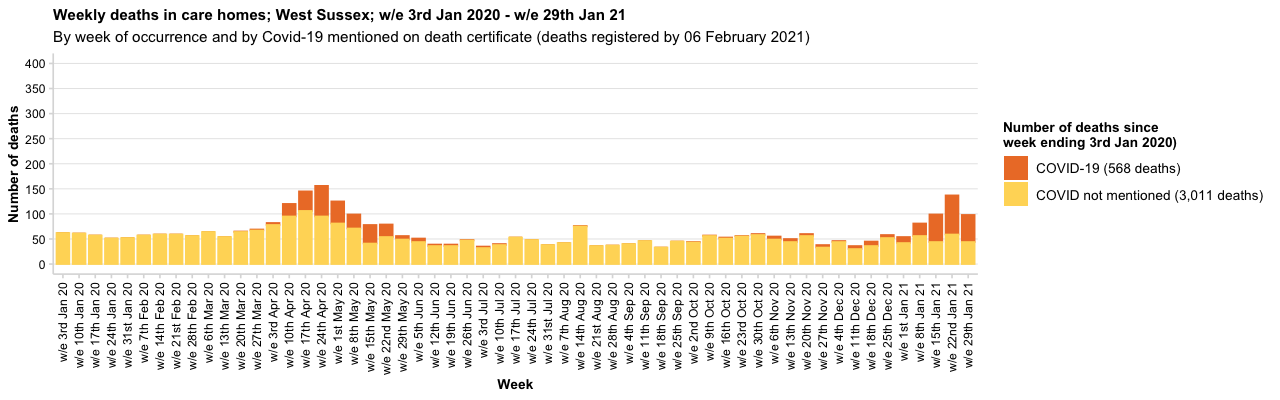 Weekly deaths in care homes; West Sussex; w/e 3rd Jan 2020 - w/e 29th Jan 21
By week of occurrence and by Covid-19 mentioned on death certificate (deaths registered by 06 February 2021)
Number of deaths
400
350
300
250
200
150
100
50
0
w/e 3rd Jan 20
w/e 10th Jan 20
w/e 17th Jan 20
w/e 24th Jan 20
w/e 31st Jan 20
w/e 7th Feb 20
w/e 14th Feb 20
w/e 21st Feb 20
w/e 28th Feb 20
w/e 6th Mar 20
w/e 13th Mar 20
w/e 20th Mar 20
w/e 27th Mar 20
w/e 3rd Apr 20
w/e 10th Apr 20
w/e 17th Apr 20
w/e 24th Apr 20
w/e 1st May 20
w/e 8th May 20
w/e 15th May 20
w/e 22nd May 20
w/e 29th May 20
w/e 5th Jun 20
w/e 12th Jun 20
w/e 19th Jun 20
w/e 26th Jun 20
w/e 3rd Jul 20
w/e 10th Jul 20
w/e 17th Jul 20
w/e 24th Jul 20
w/e 31st Jul 20
w/e 7th Aug 20
w/e 14th Aug 20
w/e 21st Aug 20
w/e 28th Aug 20
w/e 4th Sep 20
w/e 11th Sep 20
w/e 18th Sep 20
w/e 25th Sep 20
w/e 2nd Oct 20
w/e 9th Oct 20
w/e 16th Oct 20
w/e 23rd Oct 20
w/e 30th Oct 20
w/e 6th Nov 20
w/e 13th Nov 20
w/e 20th Nov 20
w/e 27th Nov 20
w/e 4th Dec 20
w/e 11th Dec 20
w/e 18th Dec 20
w/e 25th Dec 20
w/e 1st Jan 21
w/e 8th Jan 21
w/e 15th Jan 21
w/e 22nd Jan 21
w/e 29th Jan 21
Week
Number of deaths since
week ending 3rd Jan 2020)
COVID-19 (568 deaths)
COVID not mentioned (3,011 deaths)